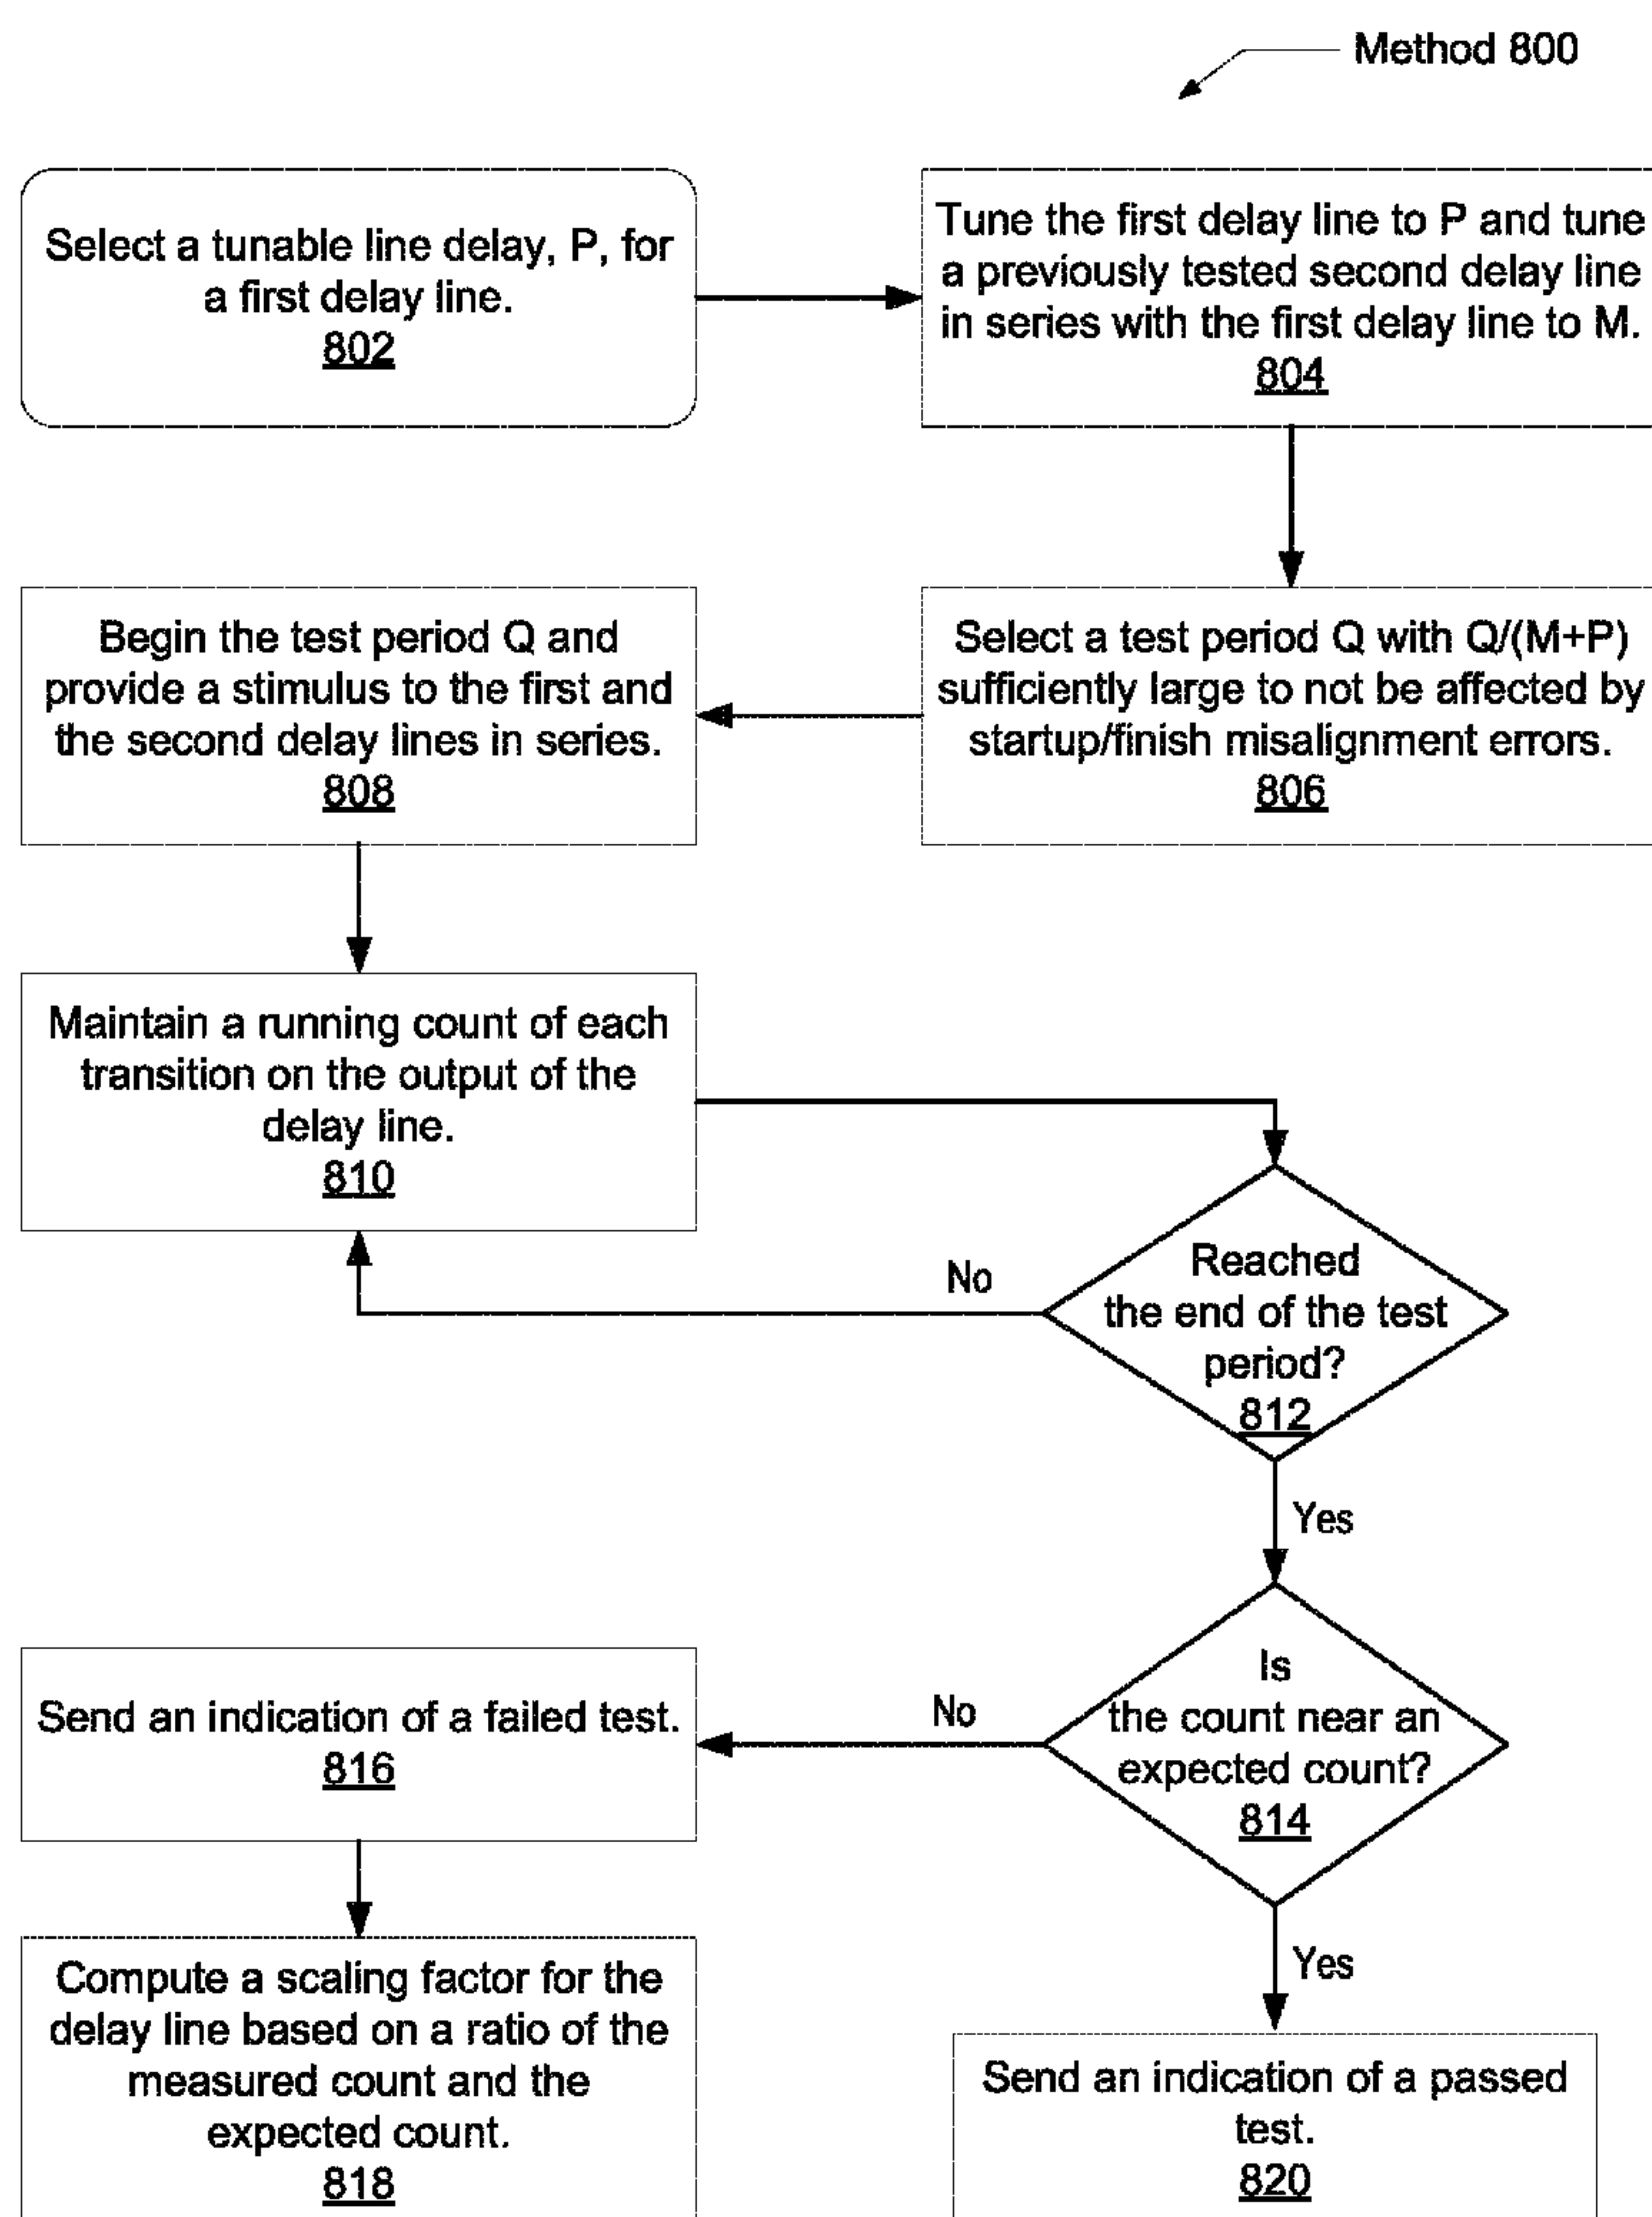 Method 800
Select a tunable line delay, P, for
a first delay line.
802
Tune the first delay line to P and tune
a previously tested second delay line
in series with the first delay line to M.
804
Select a test period Q with Q/(M+P)
sufficiently large to not be affected by
startup/finish misalignment errors.
806
Begin the test period Q and
provide a stimulus to the first and
the second delay lines in series.
808
Maintain a running count of each
transition on the output of the
delay line.
810
Reached
the end of the test
period?
812
No
Yes
Is
the count near an
expected count?
814
No
Send an indication of a failed test.
816
Compute a scaling factor for the
delay line based on a ratio of the
measured count and the
expected count.
818
Yes
Send an indication of a passed
test.
820